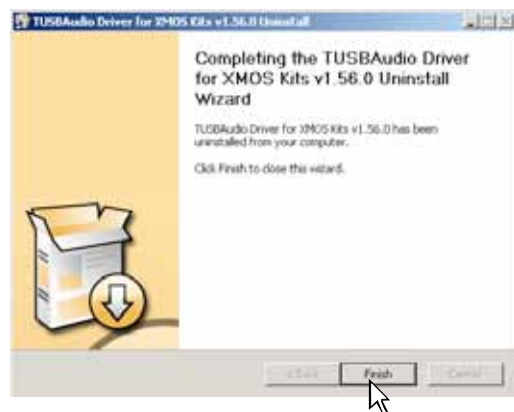 TUSBAudio Driver for XMOS Kits v1.56.0 Uninstall
Completing the TUSBAudio Driver
for XMOS Kits v1.56.0 Uninstall
Wizard
TUSBAudio Driver for XMOS Kits v1.56.0 has been
uninstalled from your computer.
Click Finish to close this wizard.
< Back Finish Cancel